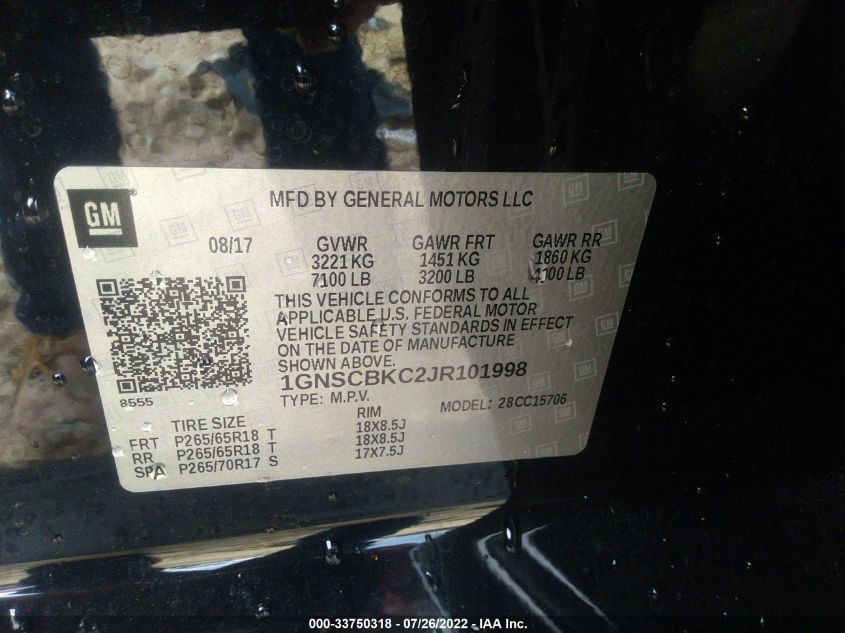 GM
MFD BY GENERAL MOTORS LLC
08/17 GVWR GAWR FRT GAWR RR
3221 KG 1451 KG 1860 KG
7100 LB 3200 LB 4100 LB
THIS VEHICLE CONFORMS TO ALL
APPLICABLE U.S. FEDERAL MOTOR
VEHICLE SAFETY STANDARDS IN EFFECT
ON THE DATE OF MANUFACTURE
SHOWN ABOVE.
1GNSCBKC2JR101998
8555 TYPE: M.P.V. MODEL: 28CC15706
TIRE SIZE RIM
FRT P265/65R18 T 18X8.5J
RR P265/65R18 T 18X8.5J
SPA P265/70R17 S 17X7.5J
000-33750318 - 07/26/2022 - IAA Inc.